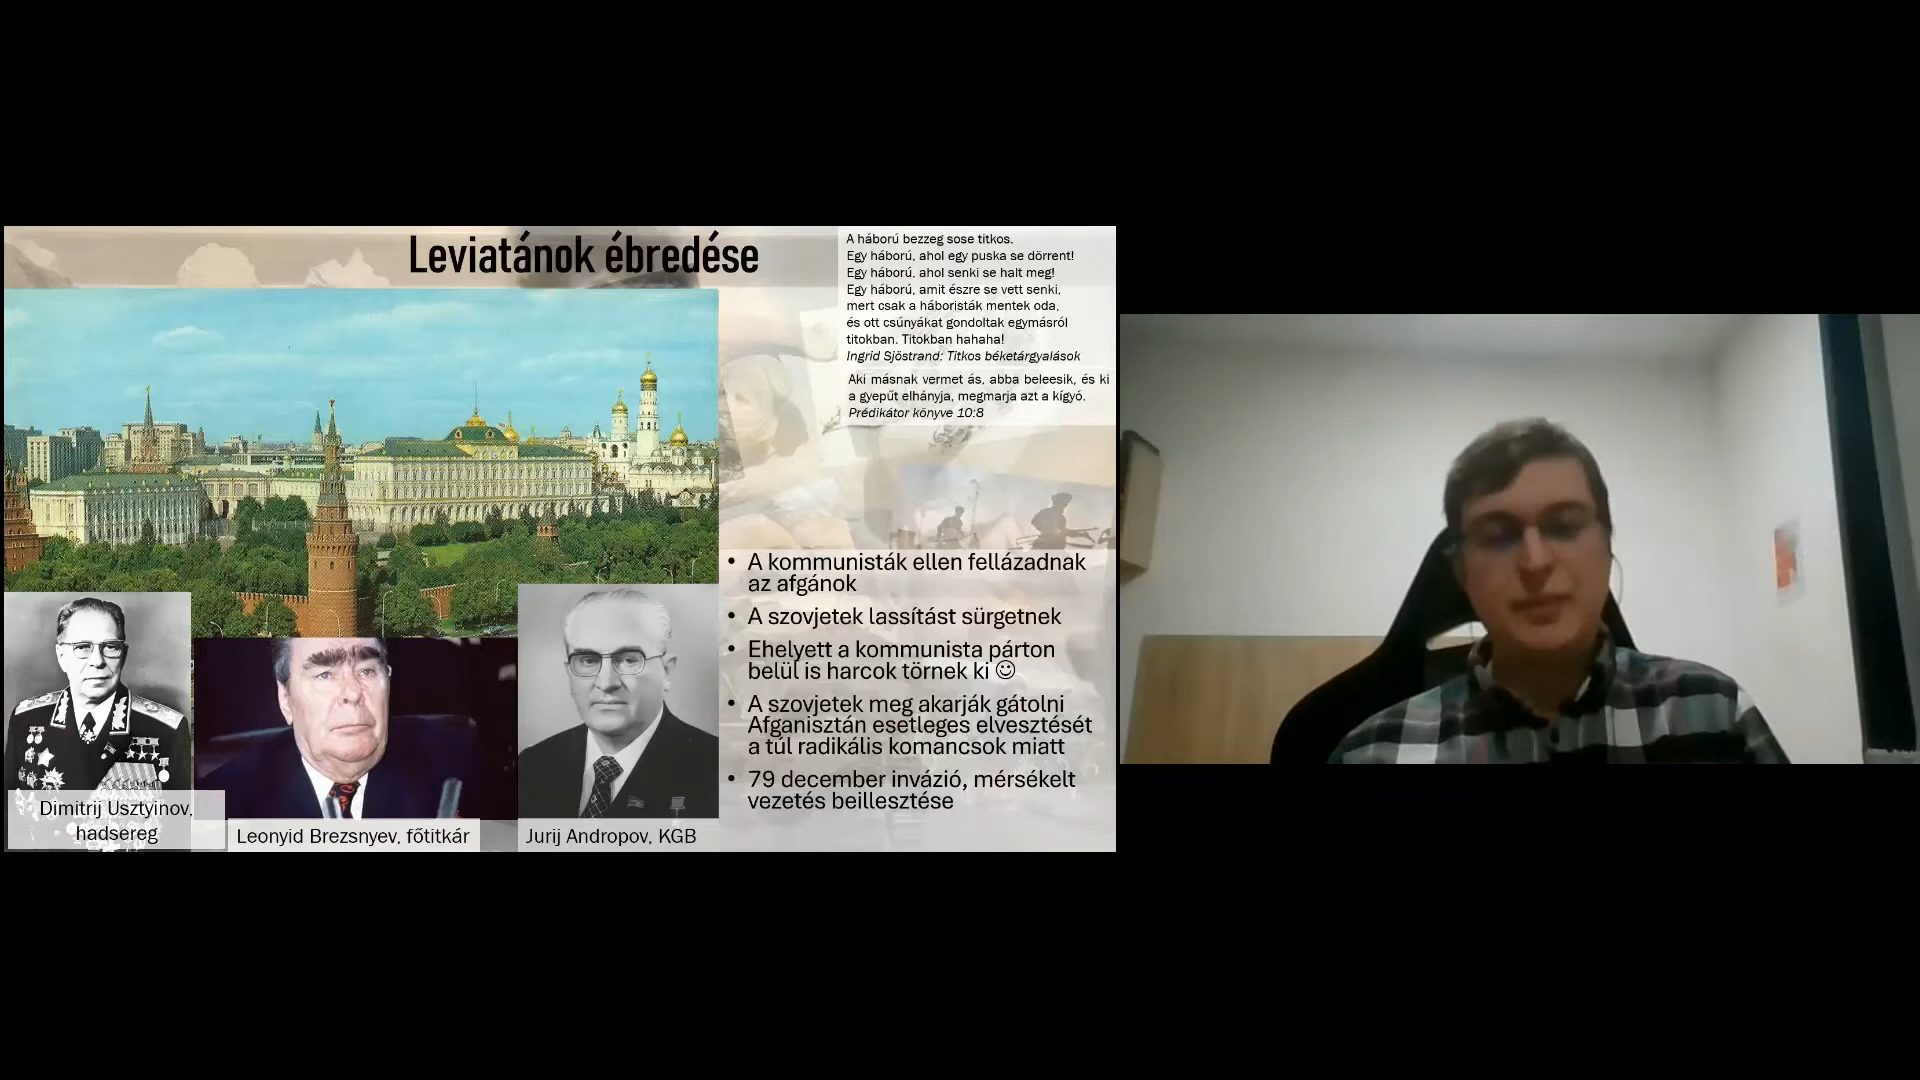 Leviatánok ébredése
A háború bezzeg sose titkos.
Egy háború, ahol egy puska se dörrent!
Egy háború, ahol senki se halt meg!
Egy háború, amit észre se vett senki,
mert csak a háboristák mentek oda,
és ott csúnyákat gondoltak egymásról
titokban. Titokban hahaha!
Ingrid Sjöstrand: Titkos béketárgyalások
Aki másnak vermet ás, abba beleesik, és ki
a gyepűt elhányja, megmarja azt a kígyó.
Prédikátor könyve 10:8
• A kommunisták ellen fellázadnak
az afgánok
• A szovjetek lassítást sürgetnek
• Ehelyett a kommunista párton
belül is harcok törnek ki ☺
• A szovjetek meg akarják gátolni
Afganisztán esetleges elvesztését
a túl radikális komancsok miatt
• 79 december invázió, mérsékelt
vezetés beillesztése
Dimitrij Usztyinov,
hadsereg
Leonyid Brezsnyev, főtitkár
Jurij Andropov, KGB